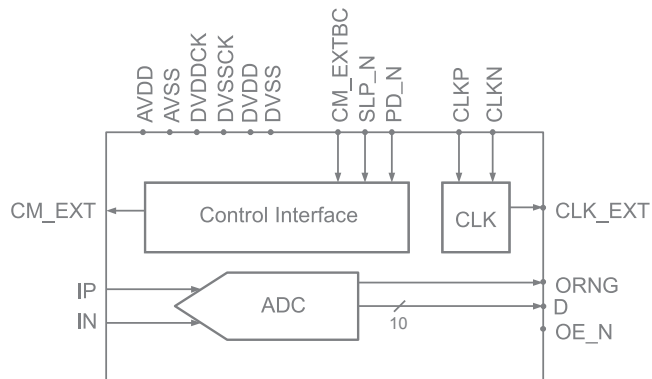 AVDD
AVSS
DVDDCK
DVSSCK
DVDD
DVSS
CM_EXTBC
SLP_N
PD_N
CLKP
CLKN
CM_EXT
Control Interface
CLK
CLK_EXT
IP
IN
ADC
10
ORNG
D
OE_N